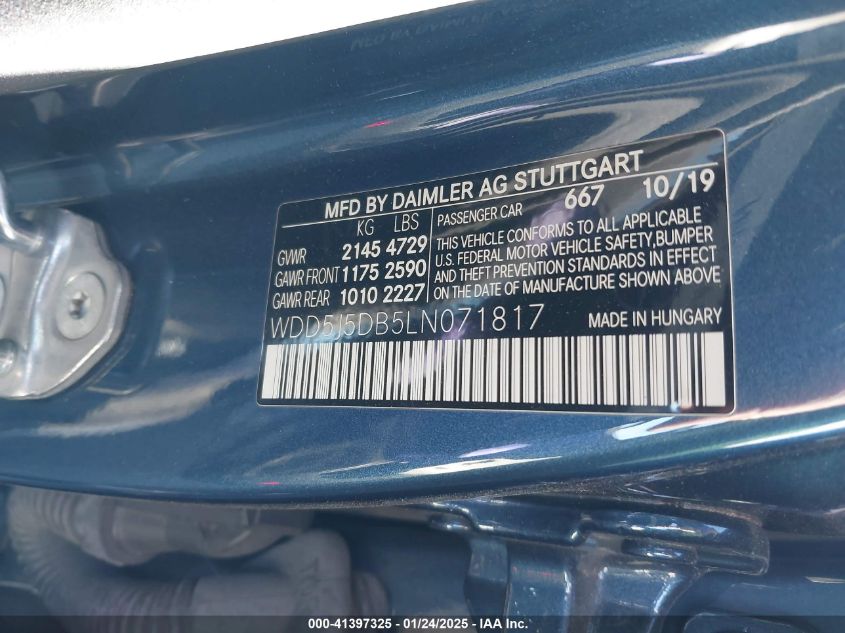 MFD BY DAIMLER AG STUTTGART
KG LBS
GVWR 2145 4729
GAWR FRONT 1175 2590
GAWR REAR 1010 2227
PASSENGER CAR 667 10/19
THIS VEHICLE CONFORMS TO ALL APPLICABLE
U.S. FEDERAL MOTOR VEHICLE SAFETY,BUMPER
AND THEFT PREVENTION STANDARDS IN EFFECT
ON DATE OF MANUFACTURE SHOWN ABOVE
WDD5J5DB5LN071817 MADE IN HUNGARY
000-41397325 / 01/24/2025 - © IAA Inc.